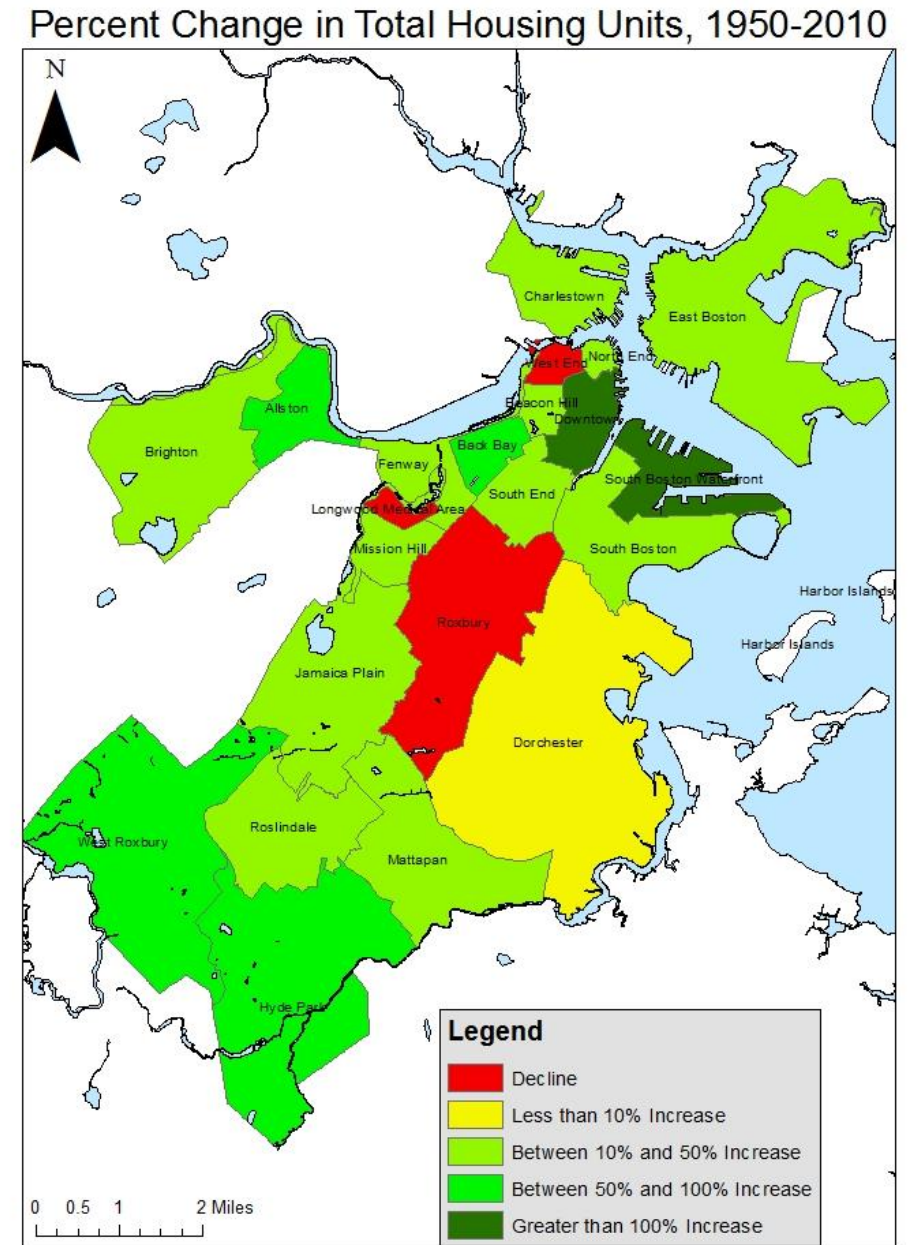 Percent Change in Total Housing Units, 1950-2010
N
Charlestown
East Boston
West End
North End
Beacon Hill
Allston
Downtown
Back Bay
Brighton
Fenway
South Boston Waterfront
South End
Longwood Medical Area
Mission Hill
South Boston
Harbor Islands
Roxbury
Harbor Islands
Jamaica Plain
Dorchester
Roslindale
West Roxbury
Mattapan
Hyde Park
Legend
Decline
Less than 10% Increase
Between 10% and 50% Increase
Between 50% and 100% Increase
Greater than 100% Increase
0 0.5 1 2 Miles